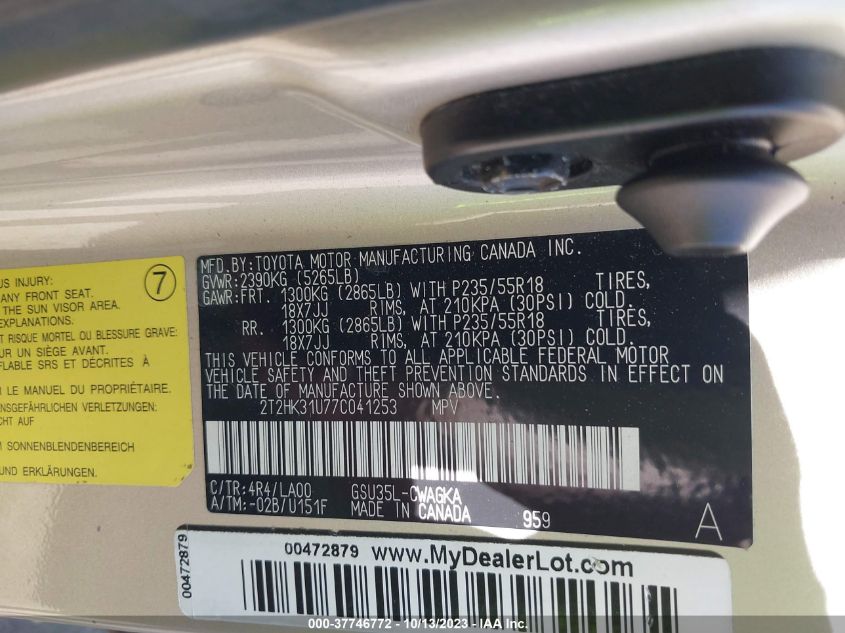 US INJURY:
ANY FRONT SEAT.
THE SUN VISOR AREA.
EXPLANATIONS.
T RISQUE MORTEL OU BLESSURE GRAVE:
UR UN SIÈGE AVANT.
FLABLE SRS ET DÉCRITES À
R LE MANUEL DU PROPRIÉTAIRE.
NSGEFÄHRLICHEN VERLETZUNGEN:
CHT AUF
M SONNENBLENDENBEREICH
EN UND ERKLÄRUNGEN.
7
MFD.BY:TOYOTA MOTOR MANUFACTURING CANADA INC.
GVWR:2390KG (5265LB)
GAWR:FRT. 1300KG (2865LB) WITH P235/55R18 TIRES,
18X7JJ RIMS, AT 210KPA (30PSI) COLD.
RR. 1300KG (2865LB) WITH P235/55R18 TIRES,
18X7JJ RIMS, AT 210KPA (30PSI) COLD.
THIS VEHICLE CONFORMS TO ALL APPLICABLE FEDERAL MOTOR
VEHICLE SAFETY AND THEFT PREVENTION STANDARDS IN EFFECT ON
THE DATE OF MANUFACTURE SHOWN ABOVE.
2T2HK31U77C041253 MPV
C/TR:4R4/LA00 GSU35L-CWAGKA
A/TM:-02B/U151F MADE IN CANADA 959
A
00472879
00472879 www.MyDealerLot.com
000-37746772 - 10/13/2023 - IAA Inc.